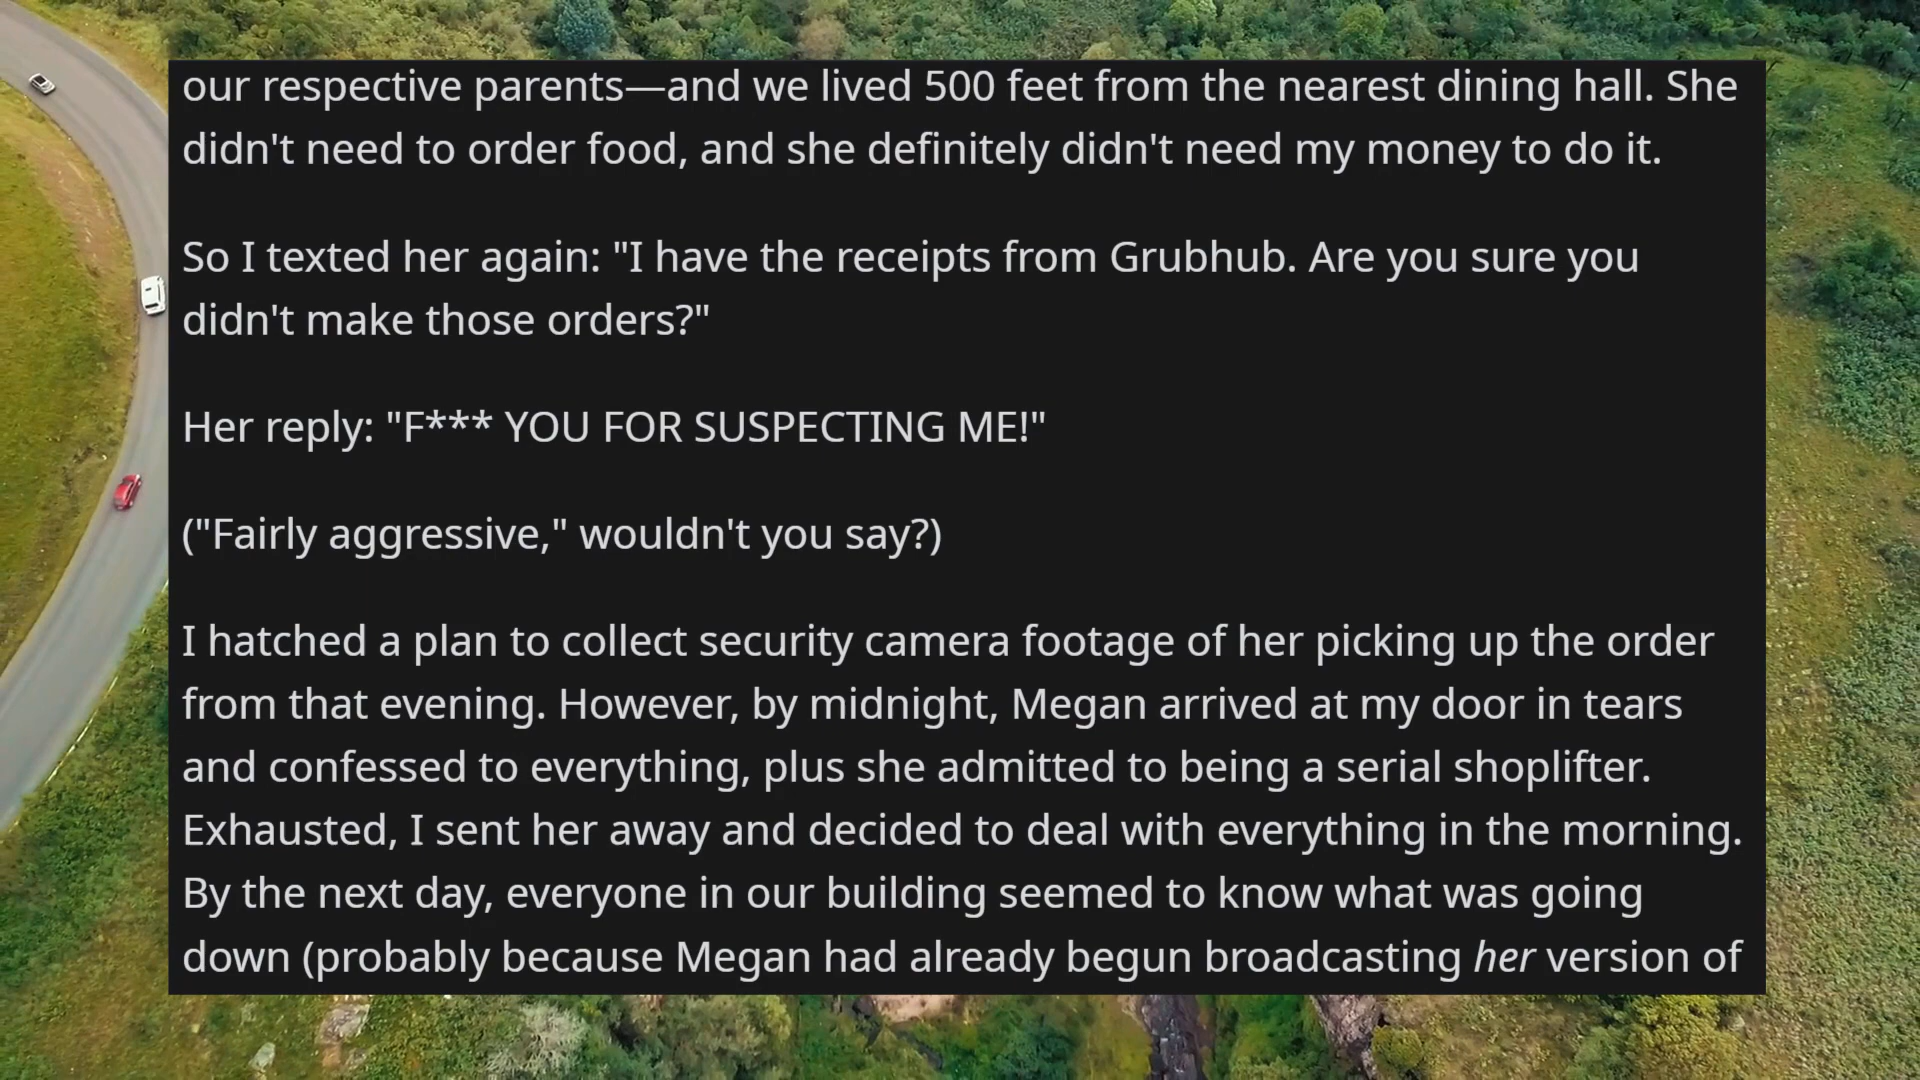 our respective parents—and we lived 500 feet from the nearest dining hall. She
didn't need to order food, and she definitely didn't need my money to do it.
So I texted her again: "I have the receipts from Grubhub. Are you sure you
didn't make those orders?"
Her reply: "F*** YOU FOR SUSPECTING ME!"
("Fairly aggressive," wouldn't you say?)
I hatched a plan to collect security camera footage of her picking up the order
from that evening. However, by midnight, Megan arrived at my door in tears
and confessed to everything, plus she admitted to being a serial shoplifter.
Exhausted, I sent her away and decided to deal with everything in the morning.
By the next day, everyone in our building seemed to know what was going
down (probably because Megan had already begun broadcasting her version of